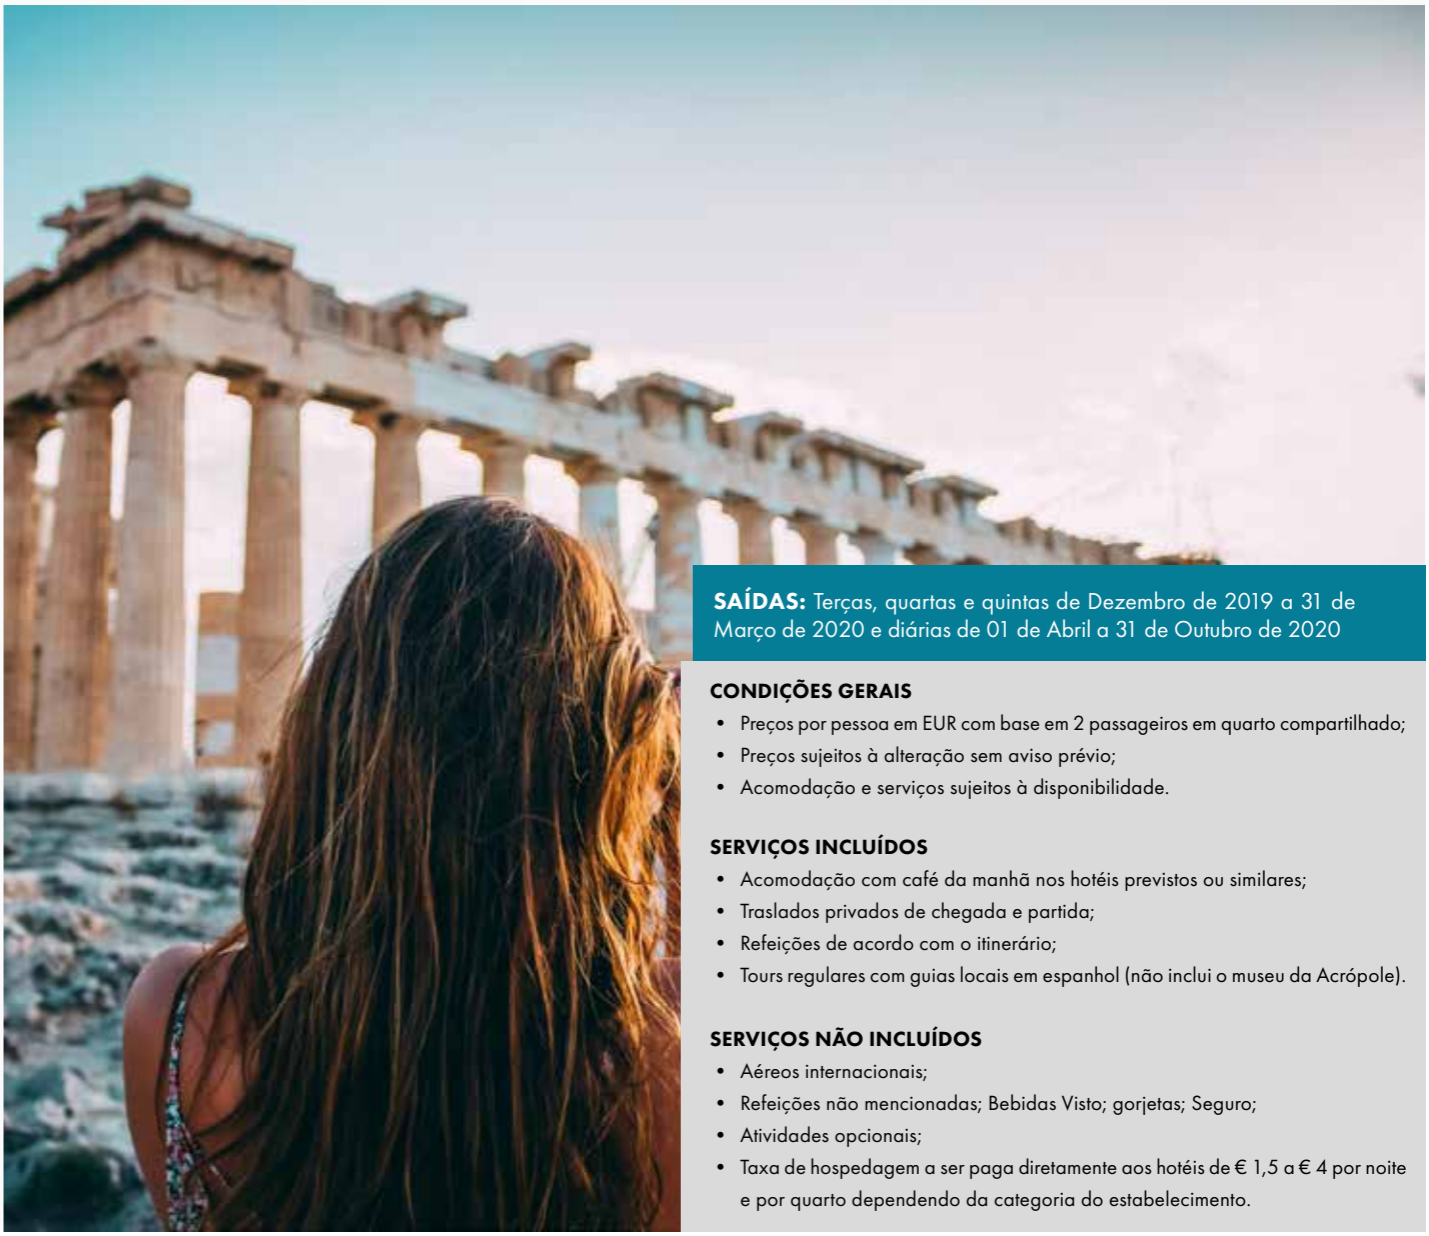 SAÍDAS: Terças, quartas e quintas de Dezembro de 2019 a 31 de
Março de 2020 e diárias de 01 de Abril a 31 de Outubro de 2020
CONDIÇÕES GERAIS
• Preços por pessoa em EUR com base em 2 passageiros em quarto compartilhado;
• Preços sujeitos à alteração sem aviso prévio;
• Acomodação e serviços sujeitos à disponibilidade.
SERVIÇOS INCLUÍDOS
• Acomodação com café da manhã nos hotéis previstos ou similares;
• Traslados privados de chegada e partida;
• Refeições de acordo com o itinerário;
• Tours regulares com guias locais em espanhol (não inclui o museu da Acrópole).
SERVIÇOS NÃO INCLUÍDOS
• Aéreos internacionais;
• Refeições não mencionadas; Bebidas Visto; gorjetas; Seguro;
• Atividades opcionais;
• Taxa de hospedagem a ser paga diretamente aos hotéis de € 1,5 a € 4 por noite
e por quarto dependendo da categoria do estabelecimento.